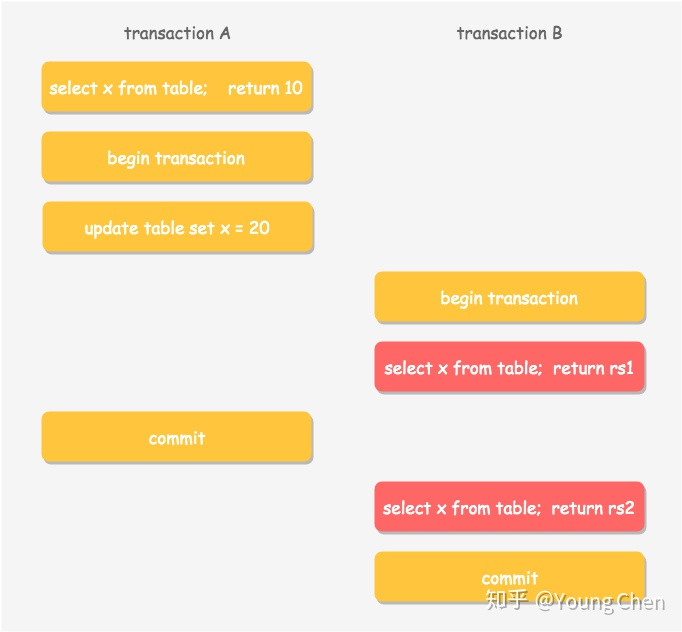 transaction A
transaction B
select x from table; return 10
begin transaction
update table set x = 20
begin transaction
select x from table; return rs1
commit
select x from table; return rs2
commit
知乎 @Young Chen